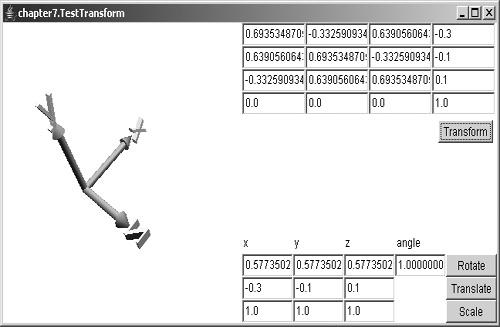 chapter7.TestTransform
0.693534870 -0.332590934 0.639056064 -0.3
0.639056064 0.693534870 -0.33259093 -0.1
-0.332590934 0.639056064 0.693534870 0.1
0.0 0.0 0.0 1.0
Transform
Y
X
Z
x y z angle
0.5773502 0.5773502 0.5773502 1.0000000 Rotate
-0.3 -0.1 0.1 Translate
1.0 1.0 1.0 Scale